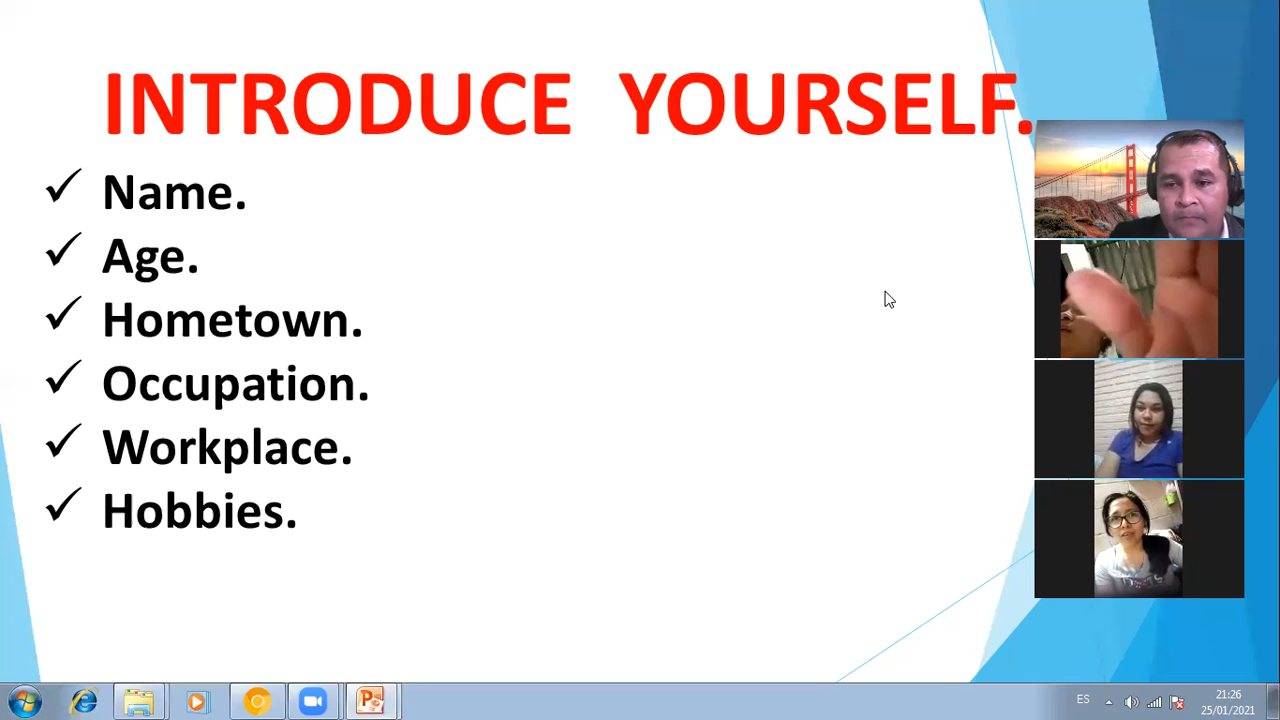 INTRODUCE YOURSELF.
Name.
Age.
Hometown.
Occupation.
Workplace.
Hobbies.
ES
21:26
25/01/2021